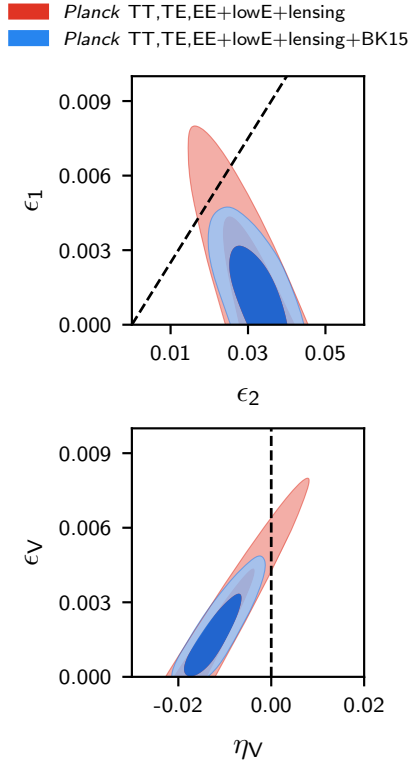 Planck TT,TE,EE+lowE+lensing
Planck TT,TE,EE+lowE+lensing+BK15
0.009
0.006
0.003
0.000
ϵ₁
0.01 0.03 0.05
ϵ₂
0.009
0.006
0.003
0.000
ϵV
-0.02 0.00 0.02
ηV